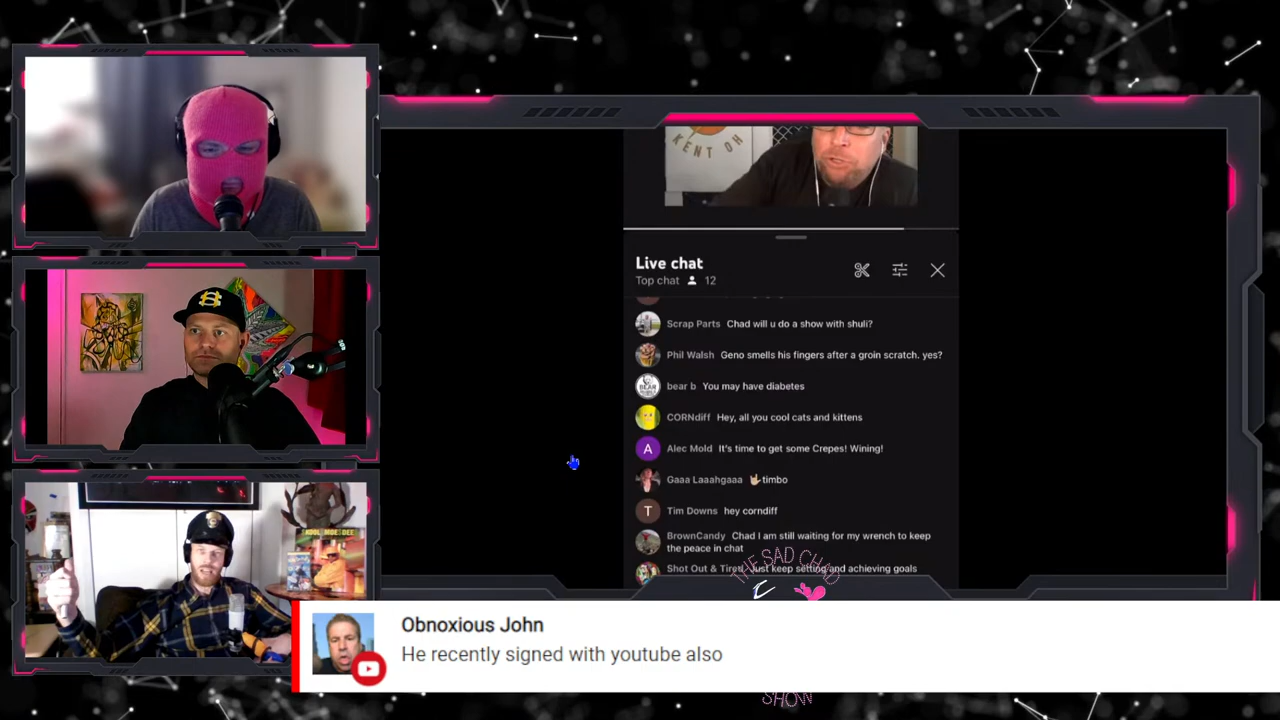 KENT OH
Live chat
Top chat 12
Scrap Parts Chad will u do a show with shuli?
Phil Walsh Geno smells his fingers after a groin scratch. yes?
bear b You may have diabetes
CORNdiff Hey, all you cool cats and kittens
A Alec Mold It's time to get some Crepes! Wining!
Gaaa Laaahgaaa 🤟🏼timbo
T Tim Downs hey corndiff
BrownCandy Chad I am still waiting for my wrench to keep
the peace in chat
Shot Out & Tired Just keep setting and achieving goals
THE SAD CHAD
SHOW
KOOL MOE DEE
Obnoxious John
He recently signed with youtube also